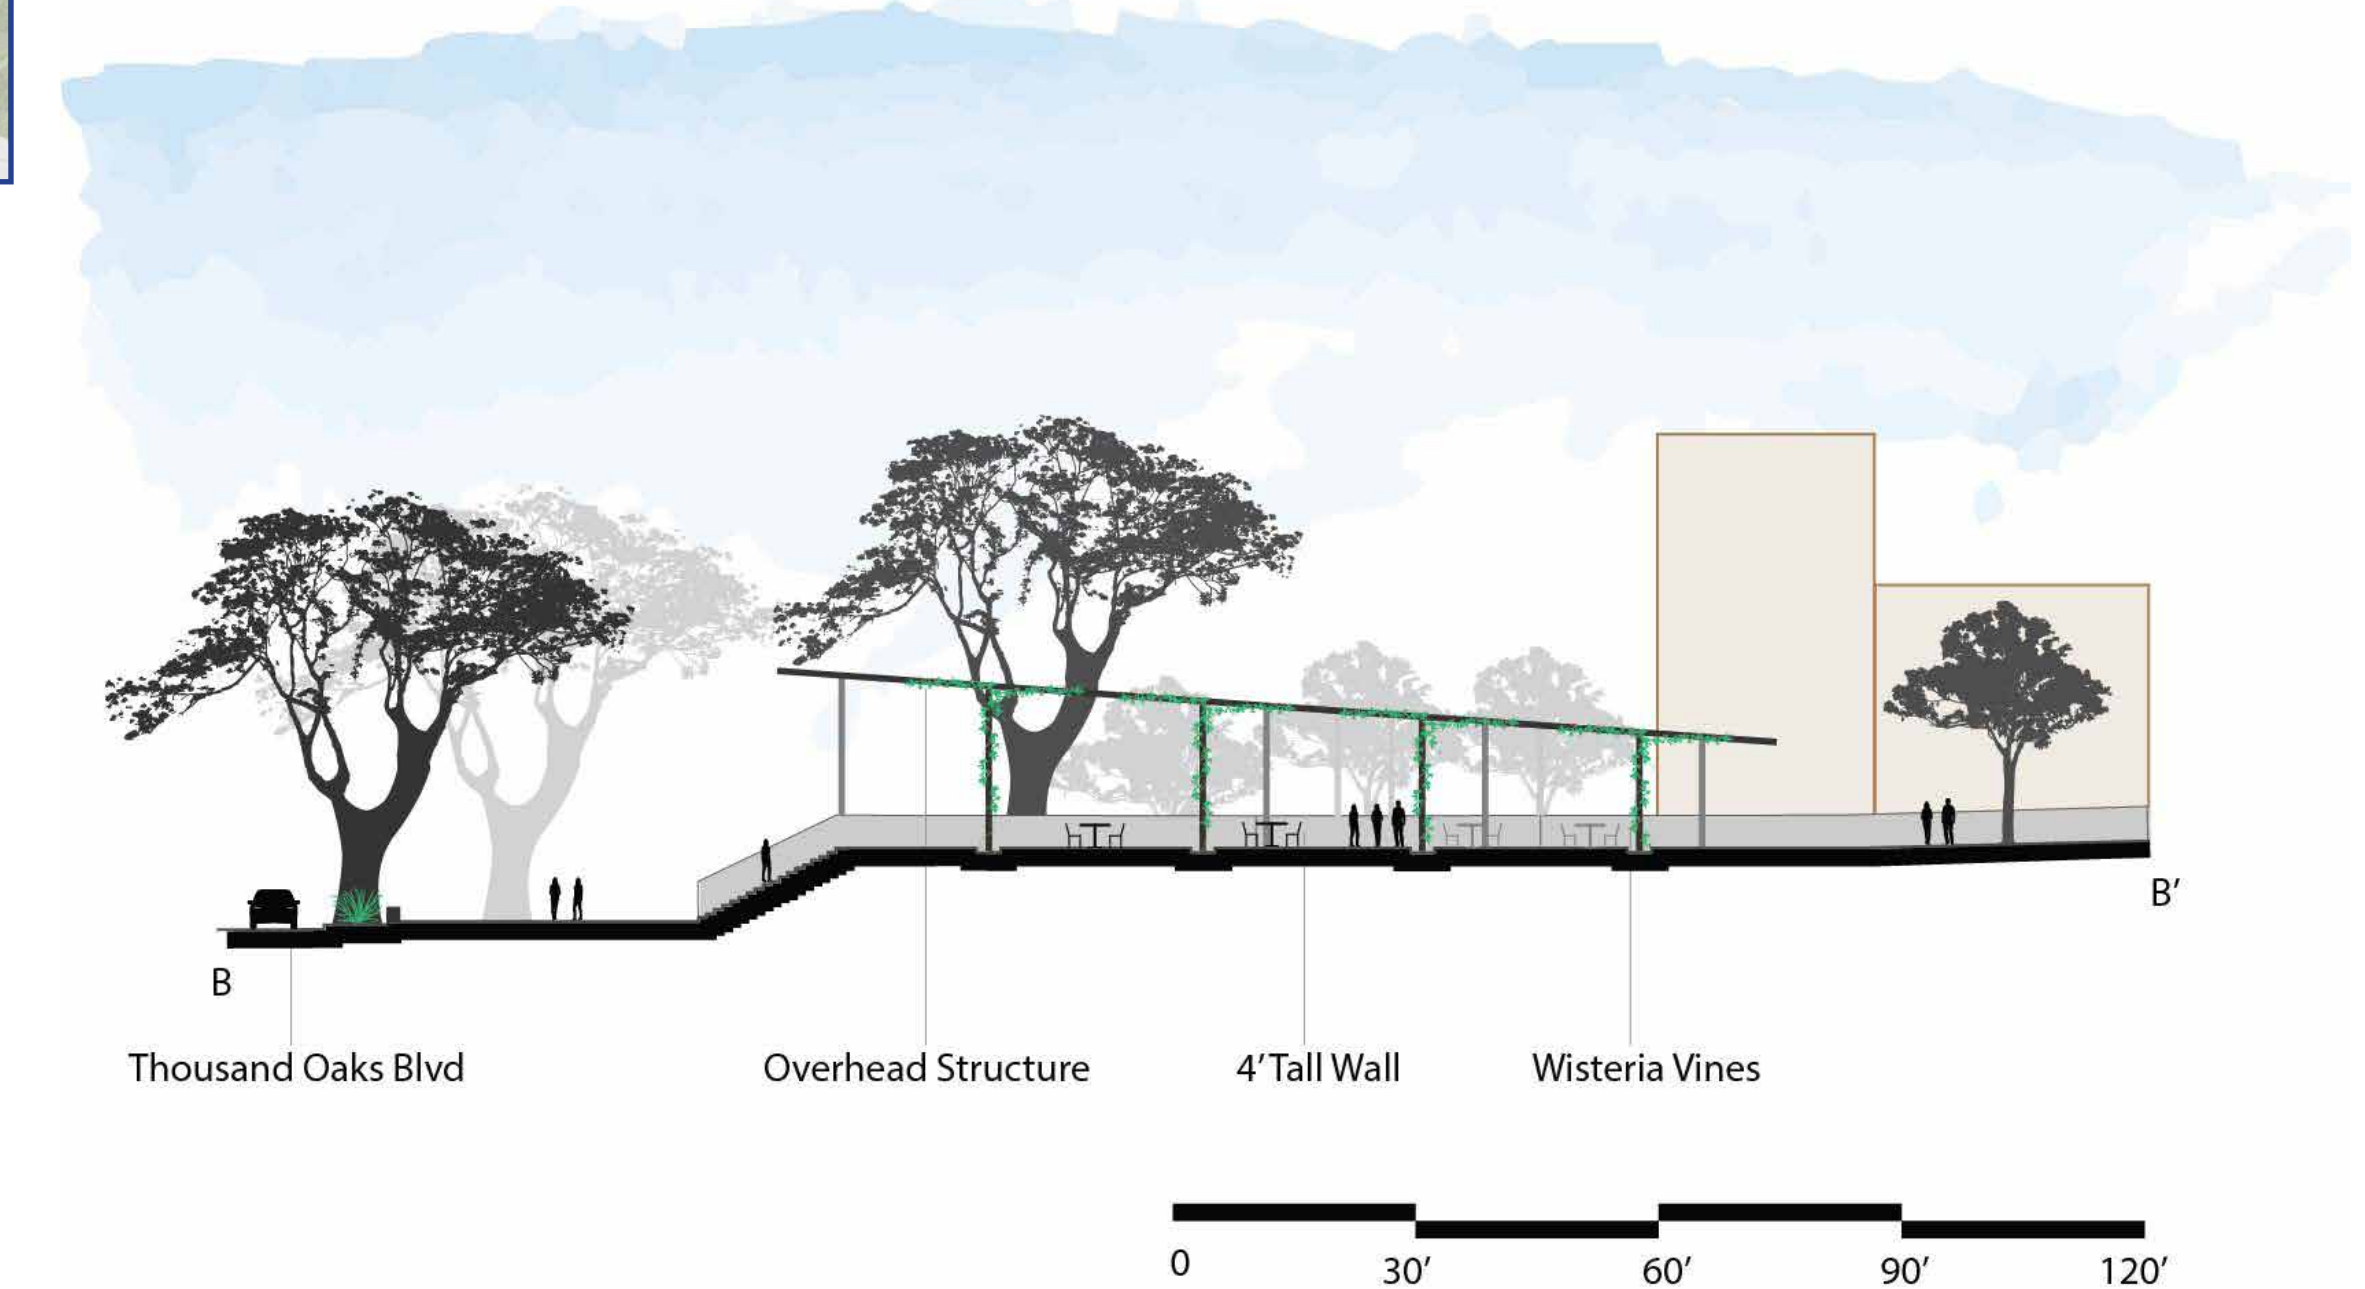 B
B′
Thousand Oaks Blvd
Overhead Structure
4′ Tall Wall
Wisteria Vines
0
30′
60′
90′
120′